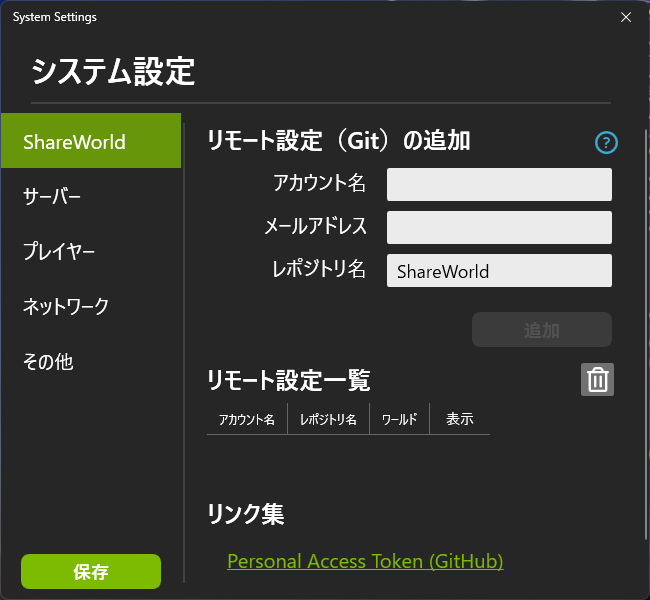 System Settings
システム設定
ShareWorld
サーバー
プレイヤー
ネットワーク
その他
保存
リモート設定（Git）の追加
?
アカウント名
メールアドレス
レポジトリ名 ShareWorld
追加
リモート設定一覧
アカウント名 レポジトリ名 ワールド 表示
リンク集
Personal Access Token (GitHub)